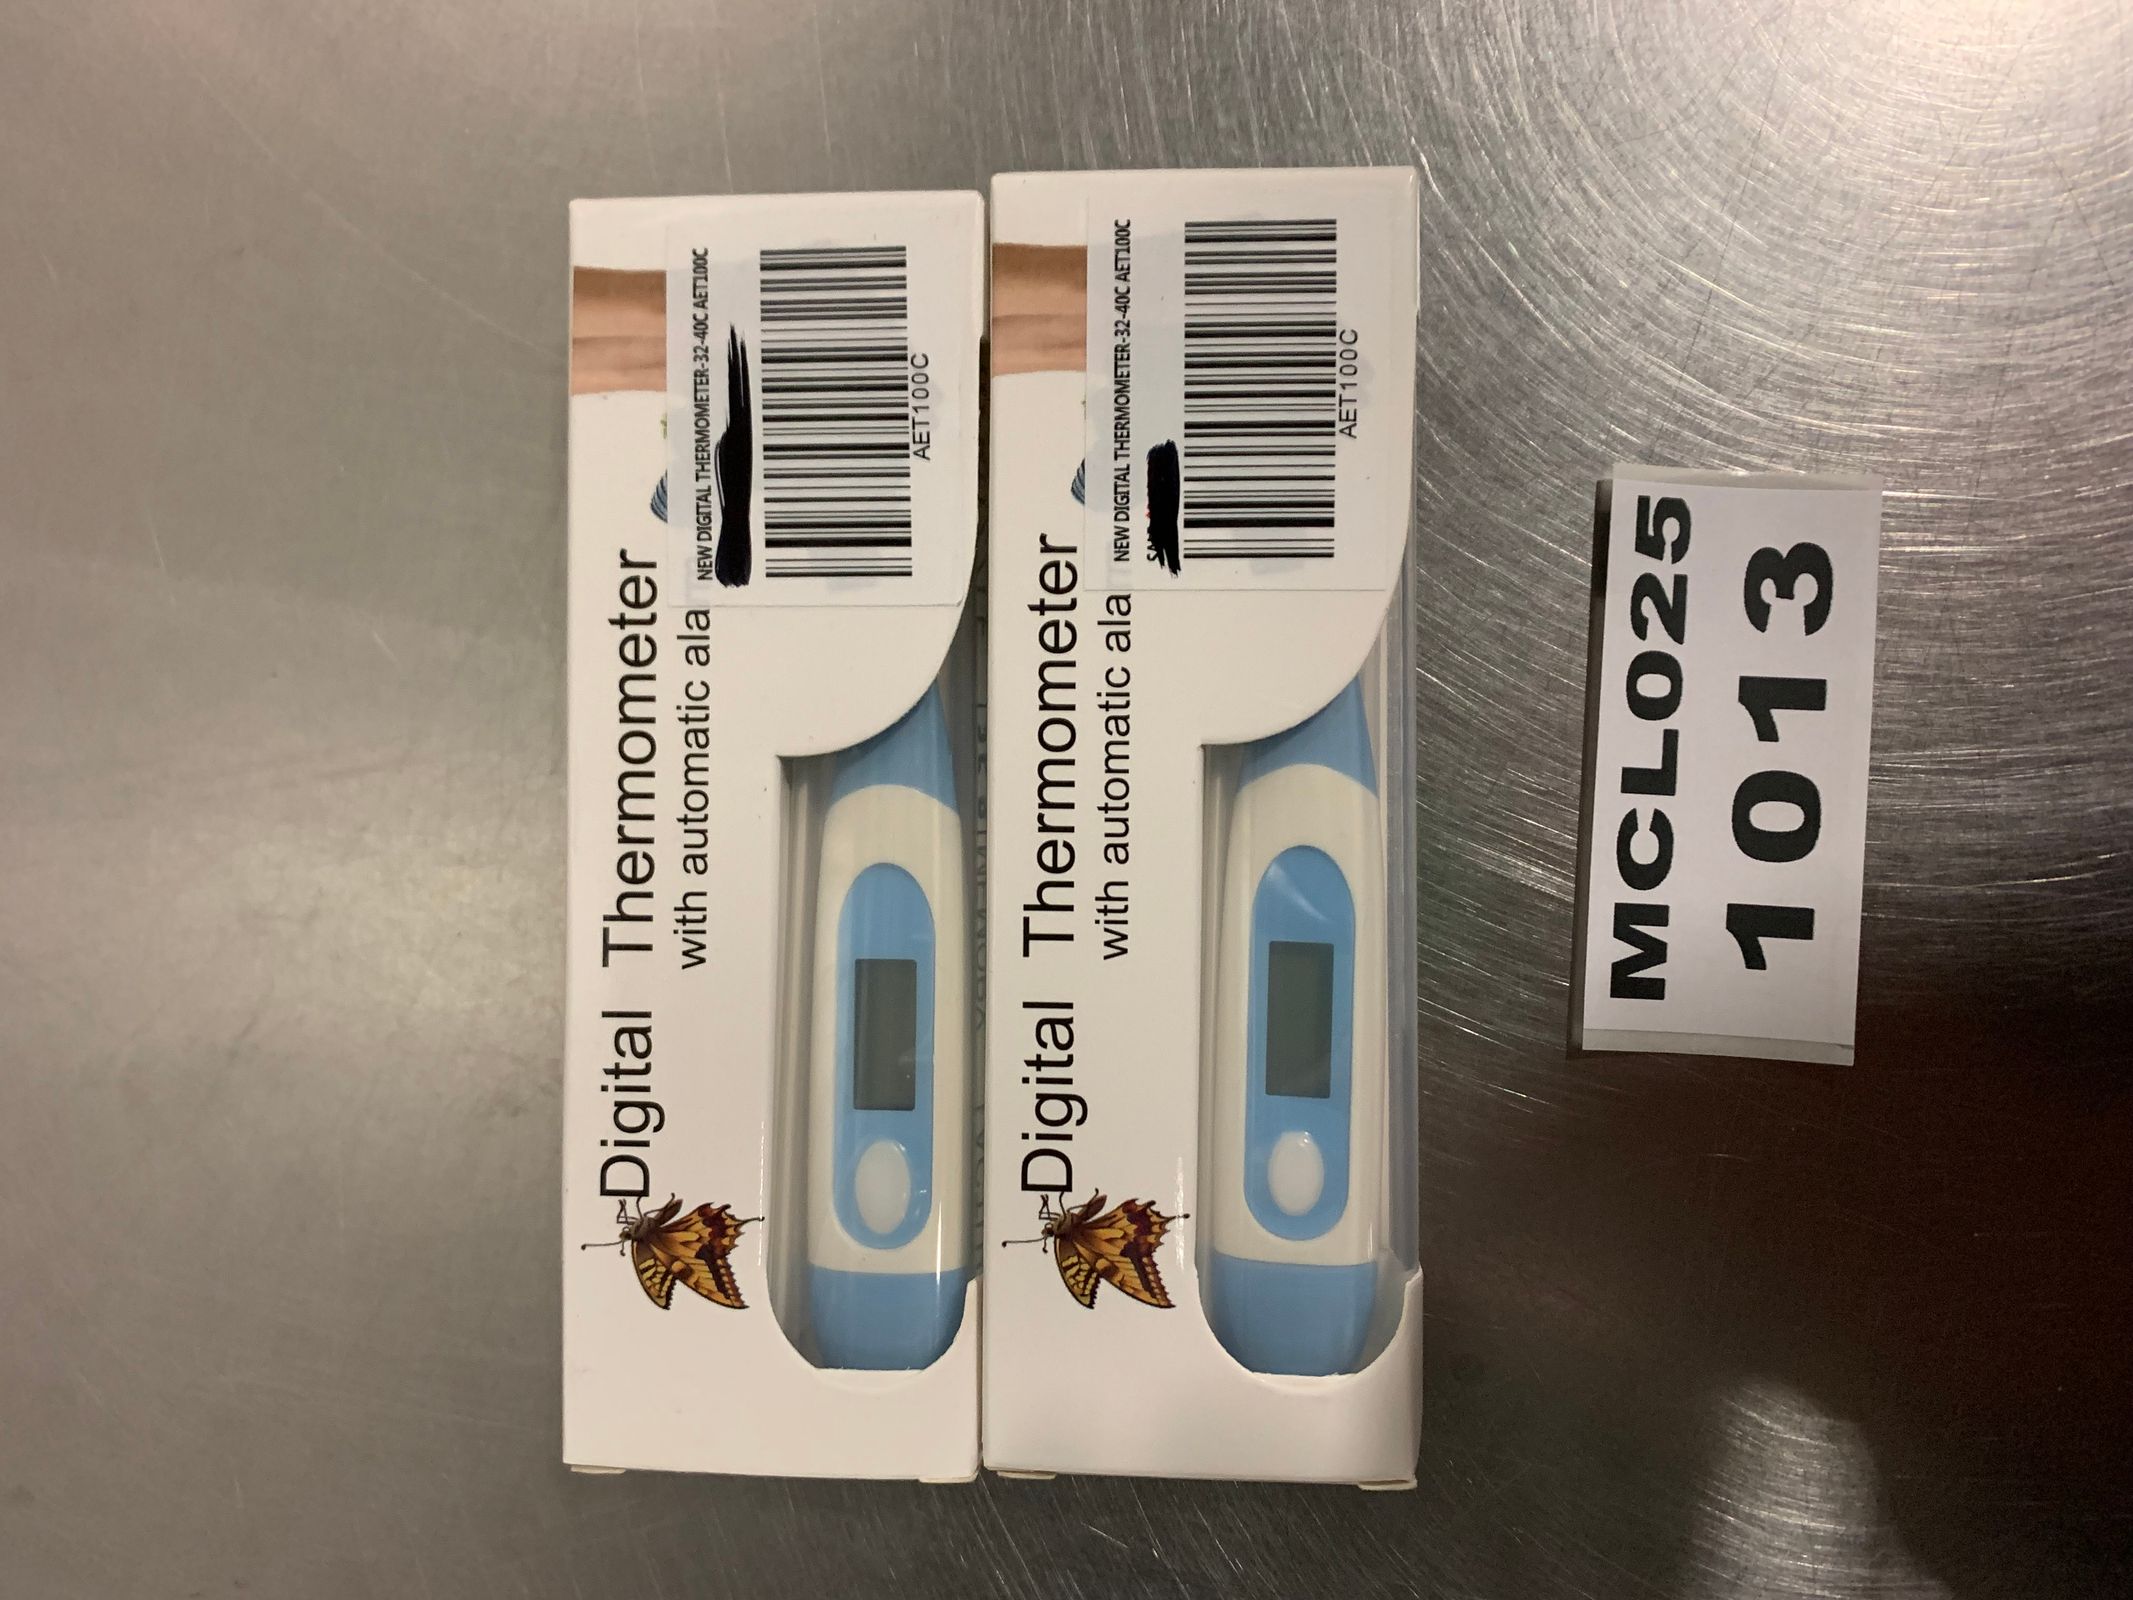 Digital Thermometer
with automatic ala
NEW DIGITAL THERMOMETER-32-40C AET100C
AET100C
Digital Thermometer
with automatic ala
NEW DIGITAL THERMOMETER-32-40C AET100C
AET100C
MCL025
1013